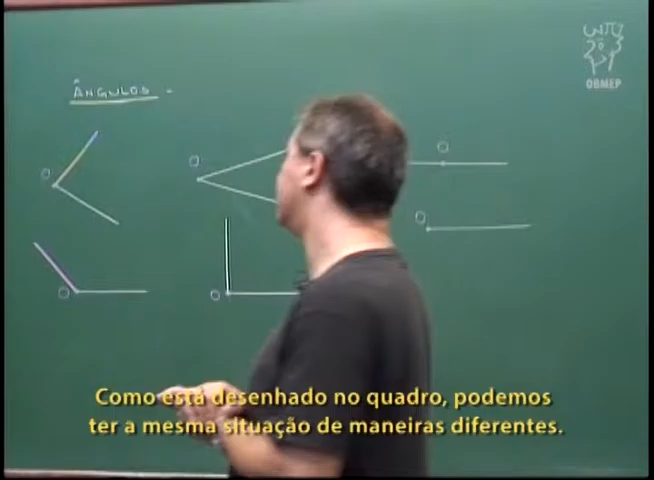 OBMEP
ÂNGULOS -
O
O
O
O
O
O
Como está desenhado no quadro, podemos
ter a mesma situação de maneiras diferentes.